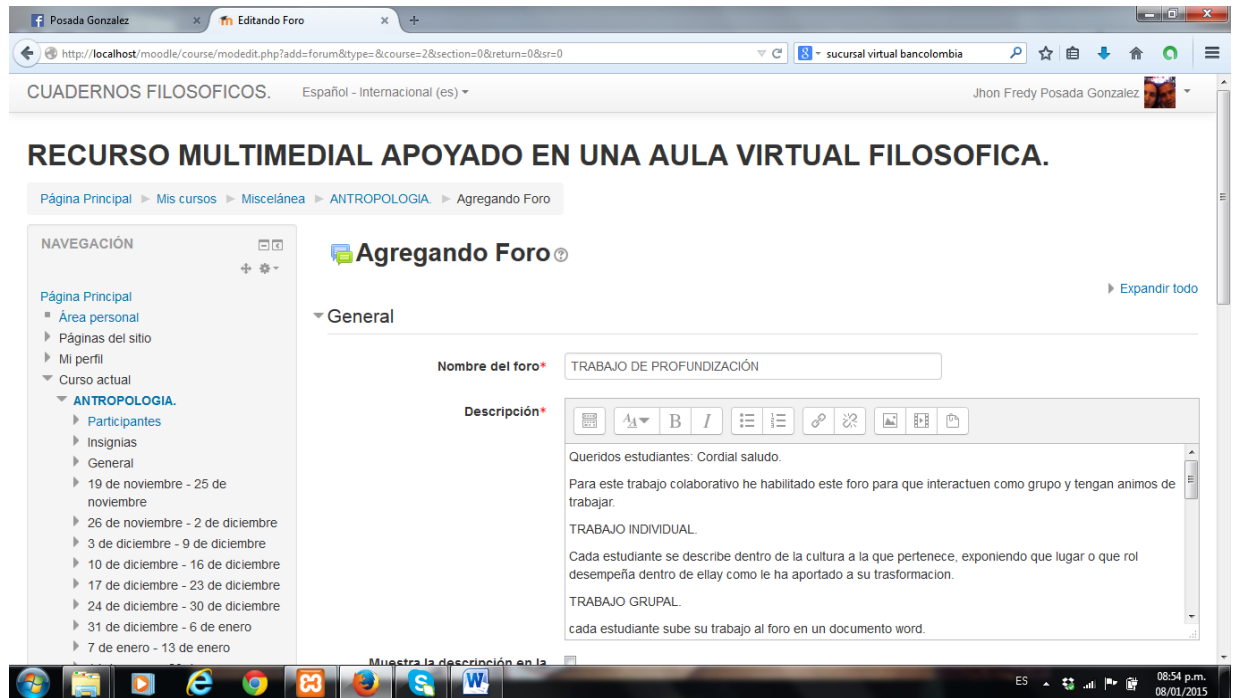 Posada Gonzalez
Editando Foro
http://localhost/moodle/course/modedit.php?add=forum&type=&course=2&section=0&return=0&sr=0
sucursal virtual bancolombia
CUADERNOS FILOSOFICOS.
Español - Internacional (es)
Jhon Fredy Posada Gonzalez
RECURSO MULTIMEDIAL APOYADO EN UNA AULA VIRTUAL FILOSOFICA.
Página Principal
Mis cursos
Miscelánea
ANTROPOLOGIA.
Agregando Foro
NAVEGACIÓN
Página Principal
Área personal
Páginas del sitio
Mi perfil
Curso actual
ANTROPOLOGIA.
Participantes
Insignias
General
19 de noviembre - 25 de
noviembre
26 de noviembre - 2 de diciembre
3 de diciembre - 9 de diciembre
10 de diciembre - 16 de diciembre
17 de diciembre - 23 de diciembre
24 de diciembre - 30 de diciembre
31 de diciembre - 6 de enero
7 de enero - 13 de enero
Agregando Foro
Expandir todo
General
Nombre del foro*
TRABAJO DE PROFUNDIZACIÓN
Descripción*
Queridos estudiantes: Cordial saludo.
Para este trabajo colaborativo he habilitado este foro para que interactuen como grupo y tengan animos de
trabajar.
TRABAJO INDIVIDUAL.
Cada estudiante se describe dentro de la cultura a la que pertenece, exponiendo que lugar o que rol
desempeña dentro de ellay como le ha aportado a su trasformacion.
TRABAJO GRUPAL.
cada estudiante sube su trabajo al foro en un documento word.
Muestra la descripción en la
ES
08:54 p.m.
08/01/2015